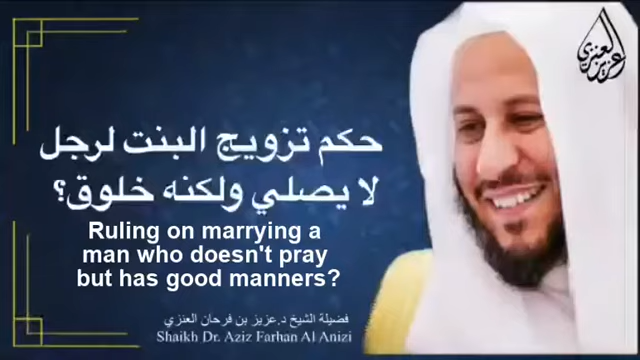 حكم تزويج البنت لرجل
لا يصلي ولكنه خلوق؟
Ruling on marrying a
man who doesn't pray
but has good manners?
فضيلة الشيخ د.عزيز بن فرحان العنزي
Shaikh Dr. Aziz Farhan Al Anizi